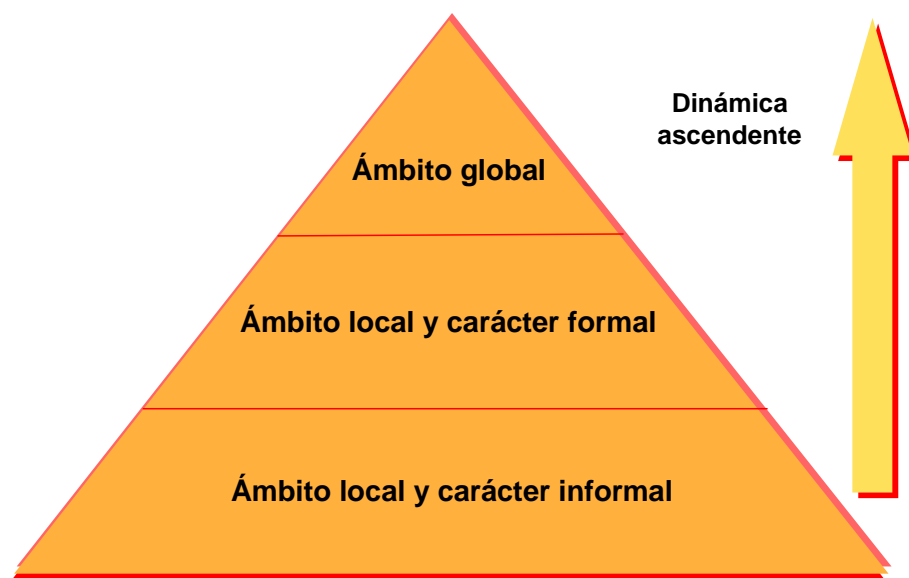 Dinámica
ascendente
Ámbito global
Ámbito local y carácter formal
Ámbito local y carácter informal